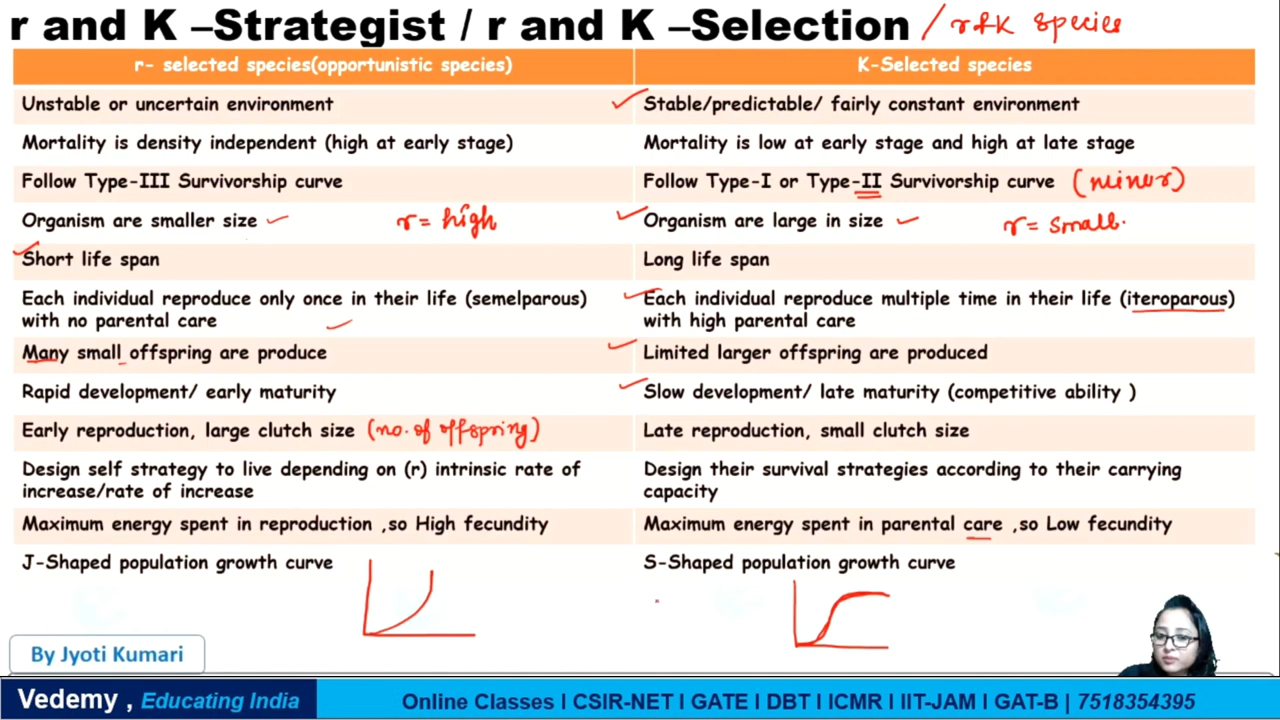 r and K –Strategist / r and K –Selection / r & K species
r- selected species(opportunistic species)
K-Selected species
Unstable or uncertain environment
Stable/predictable/ fairly constant environment
Mortality is density independent (high at early stage)
Mortality is low at early stage and high at late stage
Follow Type-III Survivorship curve
Follow Type-I or Type-II Survivorship curve (minor)
Organism are smaller size r = high
Organism are large in size r = small.
Short life span
Long life span
Each individual reproduce only once in their life (semelparous)
with no parental care
Each individual reproduce multiple time in their life (iteroparous)
with high parental care
Many small offspring are produce
Limited larger offspring are produced
Rapid development/ early maturity
Slow development/ late maturity (competitive ability )
Early reproduction, large clutch size (no. of offspring)
Late reproduction, small clutch size
Design self strategy to live depending on (r) intrinsic rate of
increase/rate of increase
Design their survival strategies according to their carrying
capacity
Maximum energy spent in reproduction ,so High fecundity
Maximum energy spent in parental care ,so Low fecundity
J-Shaped population growth curve
S-Shaped population growth curve
By Jyoti Kumari
Vedemy , Educating India
Online Classes I CSIR-NET I GATE I DBT I ICMR I IIT-JAM I GAT-B | 7518354395